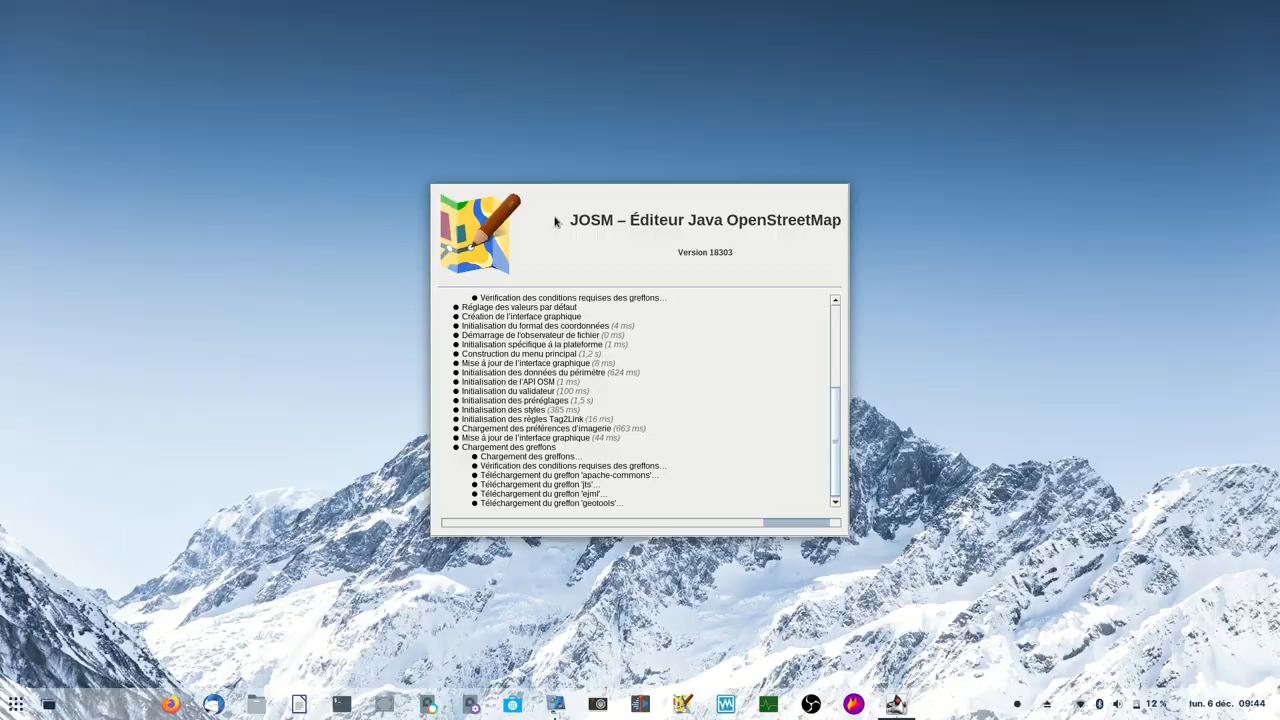 JOSM – Éditeur Java OpenStreetMap
Version 18303
Vérification des conditions requises des greffons…
Réglage des valeurs par défaut
Création de l’interface graphique
Initialisation du format des coordonnées (4 ms)
Démarrage de l'observateur de fichier (0 ms)
Initialisation spécifique à la plateforme (1 ms)
Construction du menu principal (1,2 s)
Mise à jour de l’interface graphique (8 ms)
Initialisation des données du périmètre (624 ms)
Initialisation de l’API OSM (1 ms)
Initialisation du validateur (100 ms)
Initialisation des préréglages (1,5 s)
Initialisation des styles (385 ms)
Initialisation des règles Tag2Link (16 ms)
Chargement des préférences d’imagerie (663 ms)
Mise à jour de l’interface graphique (44 ms)
Chargement des greffons
Chargement des greffons…
Vérification des conditions requises des greffons…
Téléchargement du greffon 'apache-commons'…
Téléchargement du greffon 'jts'…
Téléchargement du greffon 'ejml'…
Téléchargement du greffon 'geotools'…
12 % lun. 6 déc. 09:44